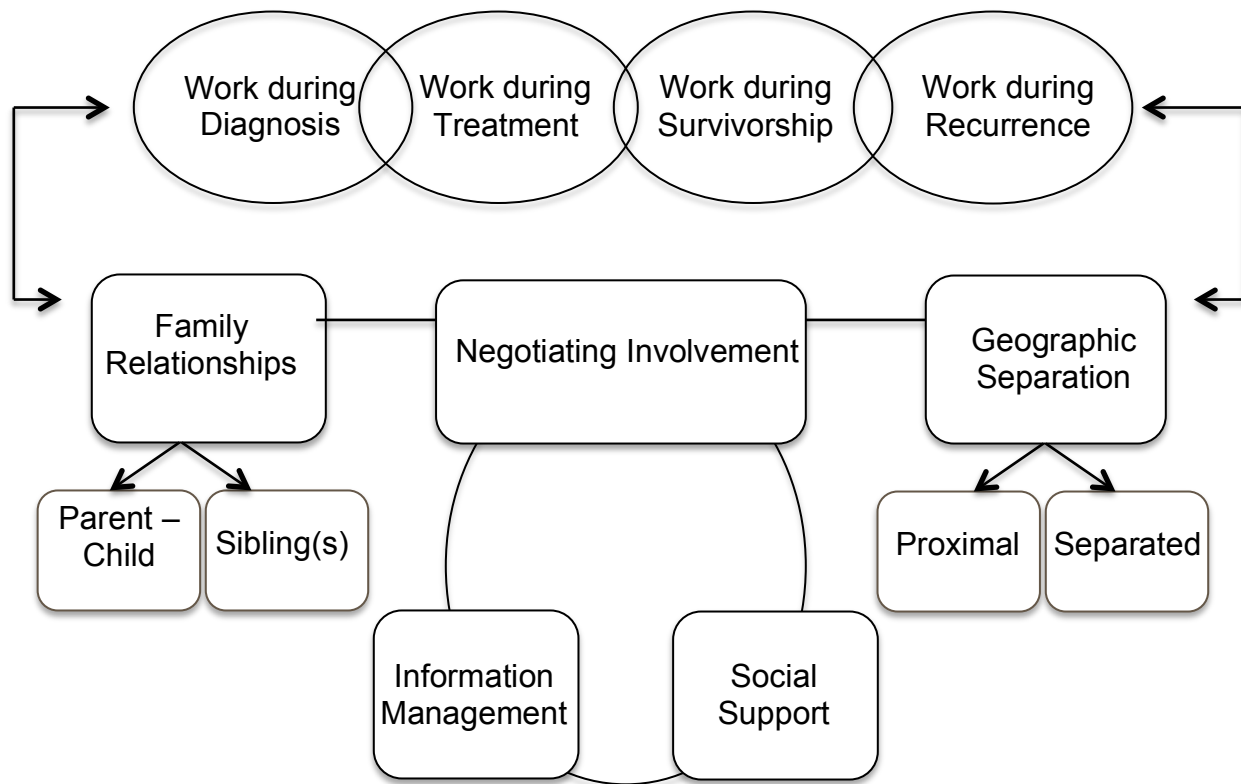 Work during
Diagnosis
Work during
Treatment
Work during
Survivorship
Work during
Recurrence
Family
Relationships
Negotiating Involvement
Geographic
Separation
Parent –
Child
Sibling(s)
Proximal
Separated
Information
Management
Social
Support